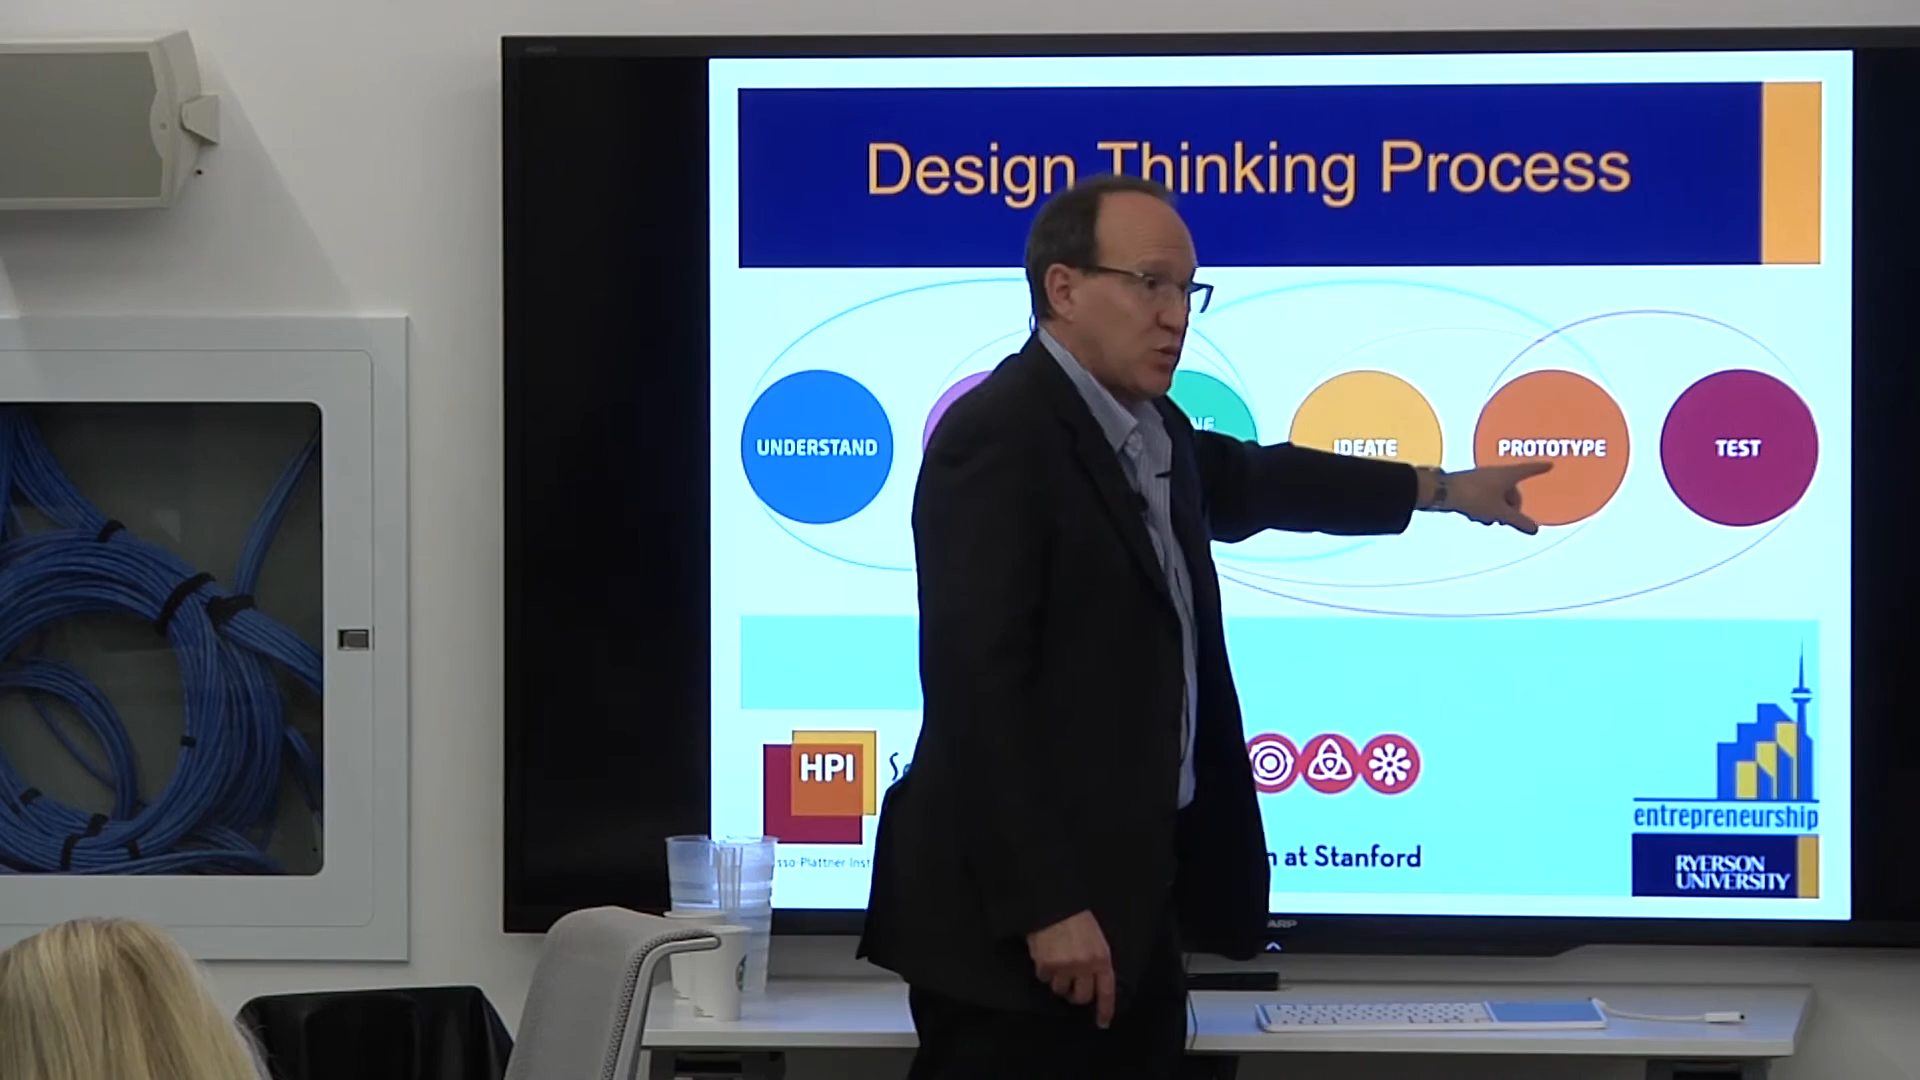 Design Thinking Process
UNDERSTAND
IDEATE
PROTOTYPE
TEST
HPI
at Stanford
entrepreneurship
RYERSON
UNIVERSITY